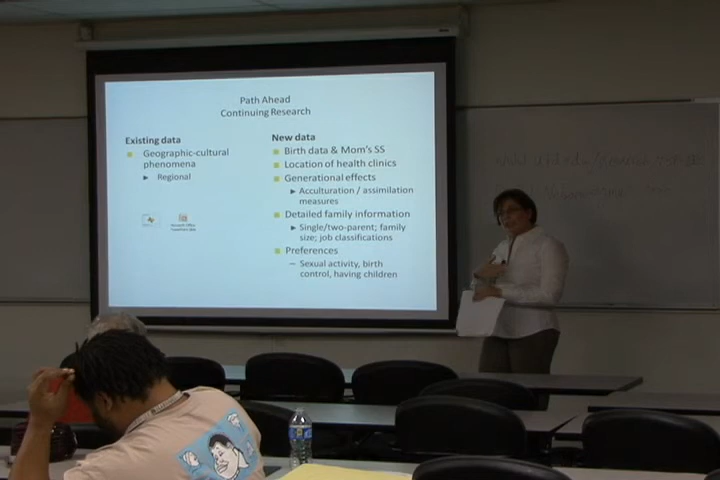 Path Ahead
Continuing Research
Existing data
Geographic-cultural
phenomena
Regional
New data
Birth data & Mom's SS
Location of health clinics
Generational effects
Acculturation / assimilation
measures
Detailed family information
Single/two-parent; family
size; job classifications
Preferences
Sexual activity, birth
control, having children